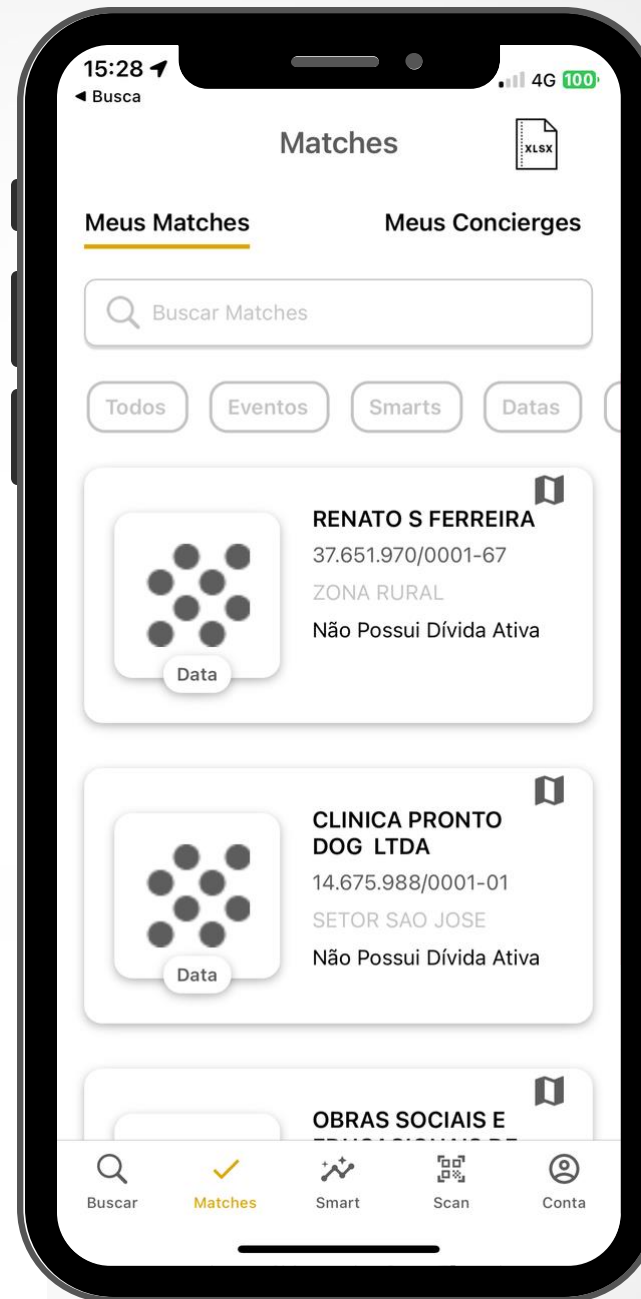 15:28
4G 100
◀ Busca
Matches
XLSX
Meus Matches
Meus Concierges
Buscar Matches
Todos
Eventos
Smarts
Datas
RENATO S FERREIRA
37.651.970/0001-67
ZONA RURAL
Não Possui Dívida Ativa
Data
CLINICA PRONTO
DOG LTDA
14.675.988/0001-01
SETOR SAO JOSE
Não Possui Dívida Ativa
Data
OBRAS SOCIAIS E
Buscar
Matches
Smart
Scan
Conta